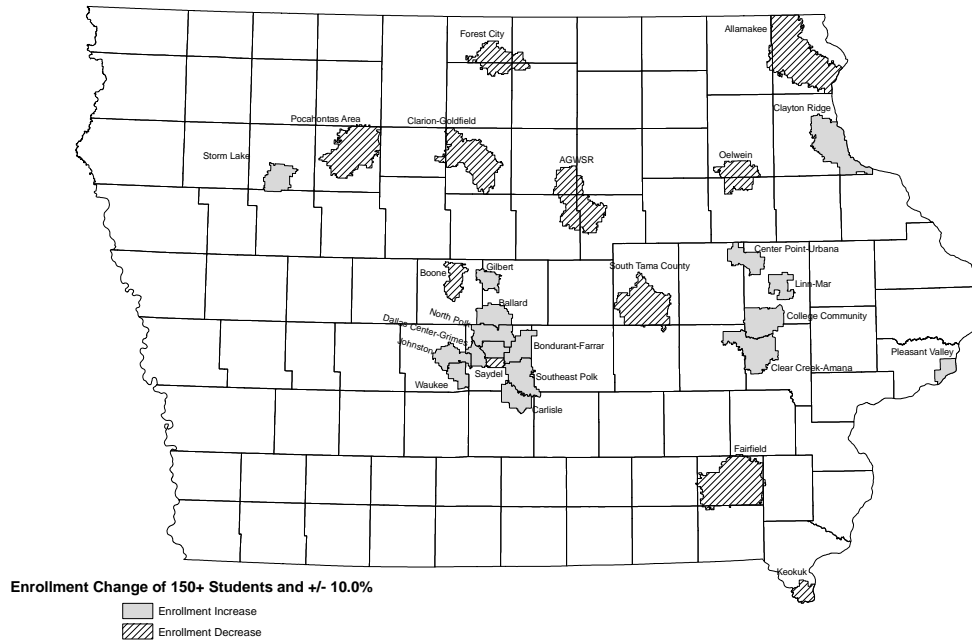 Forest City
Allamakee
Clayton Ridge
Pocahontas Area
Clarion-Goldfield
Storm Lake
AGWSR
Oelwein
Center Point-Urbana
Boone
Gilbert
South Tama County
Linn-Mar
Ballard
North Polk
College Community
Dallas Center-Grimes
Johnston
Bondurant-Farrar
Pleasant Valley
Clear Creek-Amana
Saydel
Southeast Polk
Waukee
Carlisle
Fairfield
Keokuk
Enrollment Change of 150+ Students and +/- 10.0%
Enrollment Increase
Enrollment Decrease